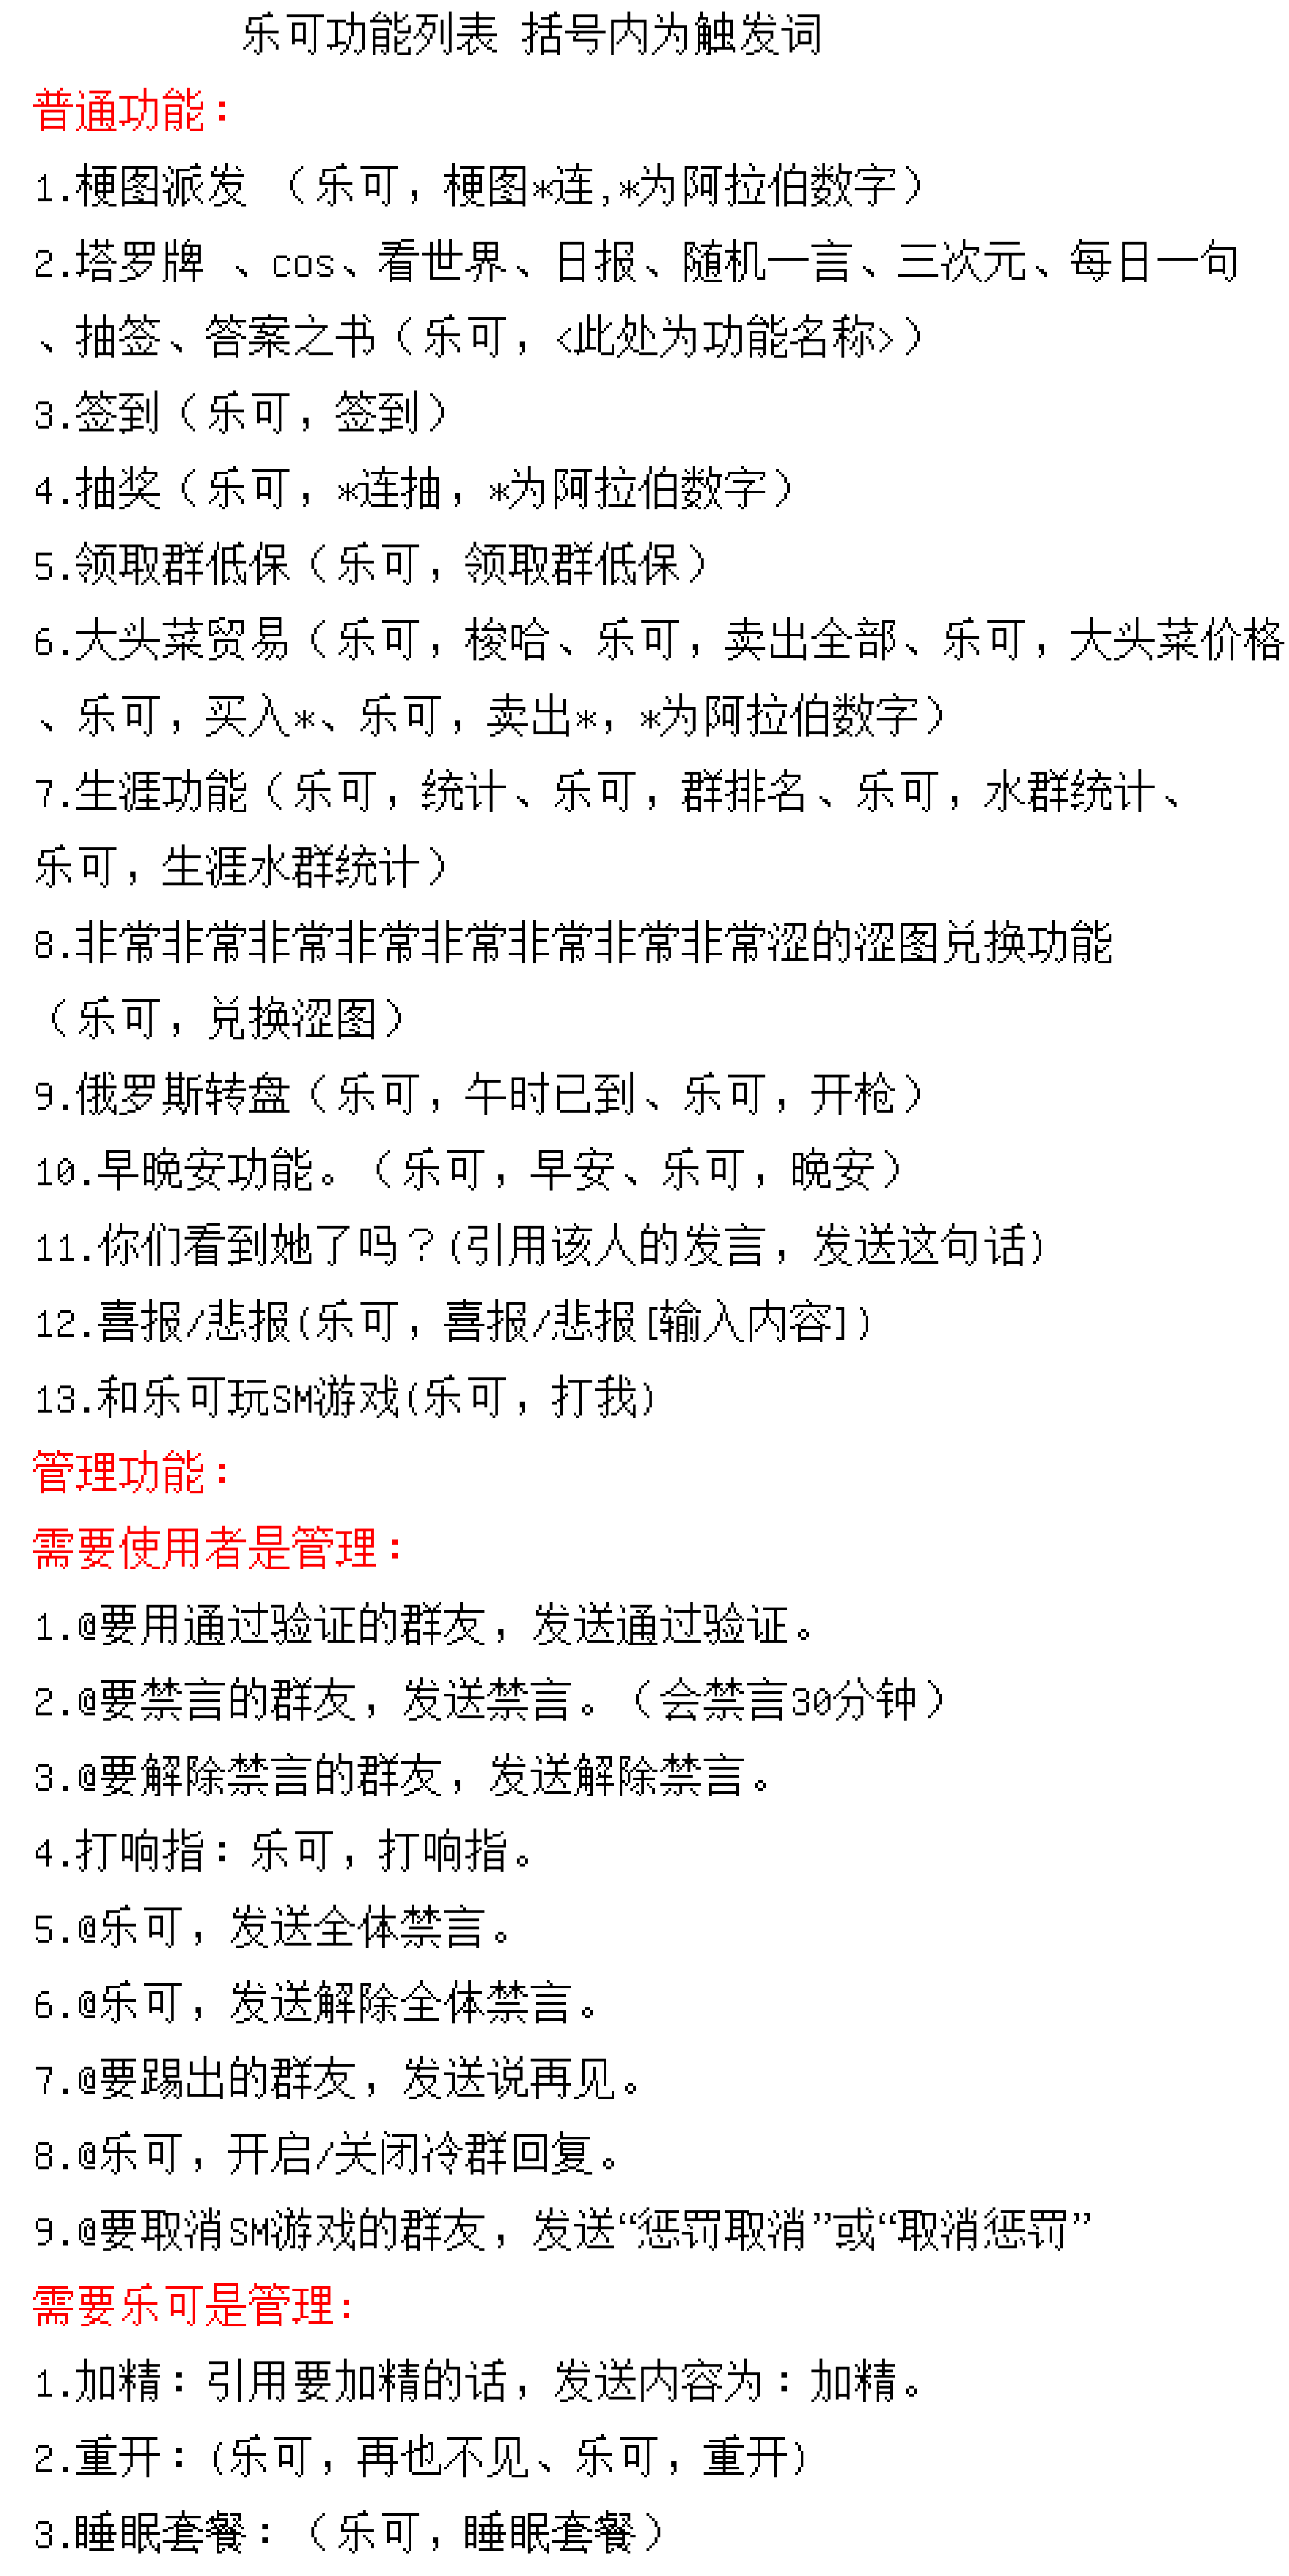 乐可功能列表 括号内为触发词
普通功能：
1.梗图派发 （乐可，梗图*连,*为阿拉伯数字）
2.塔罗牌 、cos、看世界、日报、随机一言、三次元、每日一句
、抽签、答案之书（乐可，<此处为功能名称>）
3.签到（乐可，签到）
4.抽奖（乐可，*连抽，*为阿拉伯数字）
5.领取群低保（乐可，领取群低保）
6.大头菜贸易（乐可，梭哈、乐可，卖出全部、乐可，大头菜价格
、乐可，买入*、乐可，卖出*，*为阿拉伯数字）
7.生涯功能（乐可，统计、乐可，群排名、乐可，水群统计、
乐可，生涯水群统计）
8.非常非常非常非常非常非常非常非常涩的涩图兑换功能
（乐可，兑换涩图）
9.俄罗斯转盘（乐可，午时已到、乐可，开枪）
10.早晚安功能。（乐可，早安、乐可，晚安）
11.你们看到她了吗？(引用该人的发言，发送这句话)
12.喜报/悲报(乐可，喜报/悲报[输入内容])
13.和乐可玩SM游戏(乐可，打我)
管理功能：
需要使用者是管理：
1.@要用通过验证的群友，发送通过验证。
2.@要禁言的群友，发送禁言。（会禁言30分钟）
3.@要解除禁言的群友，发送解除禁言。
4.打响指：乐可，打响指。
5.@乐可，发送全体禁言。
6.@乐可，发送解除全体禁言。
7.@要踢出的群友，发送说再见。
8.@乐可，开启/关闭冷群回复。
9.@要取消SM游戏的群友，发送“惩罚取消”或“取消惩罚”
需要乐可是管理：
1.加精：引用要加精的话，发送内容为：加精。
2.重开：(乐可，再也不见、乐可，重开)
3.睡眠套餐：（乐可，睡眠套餐）